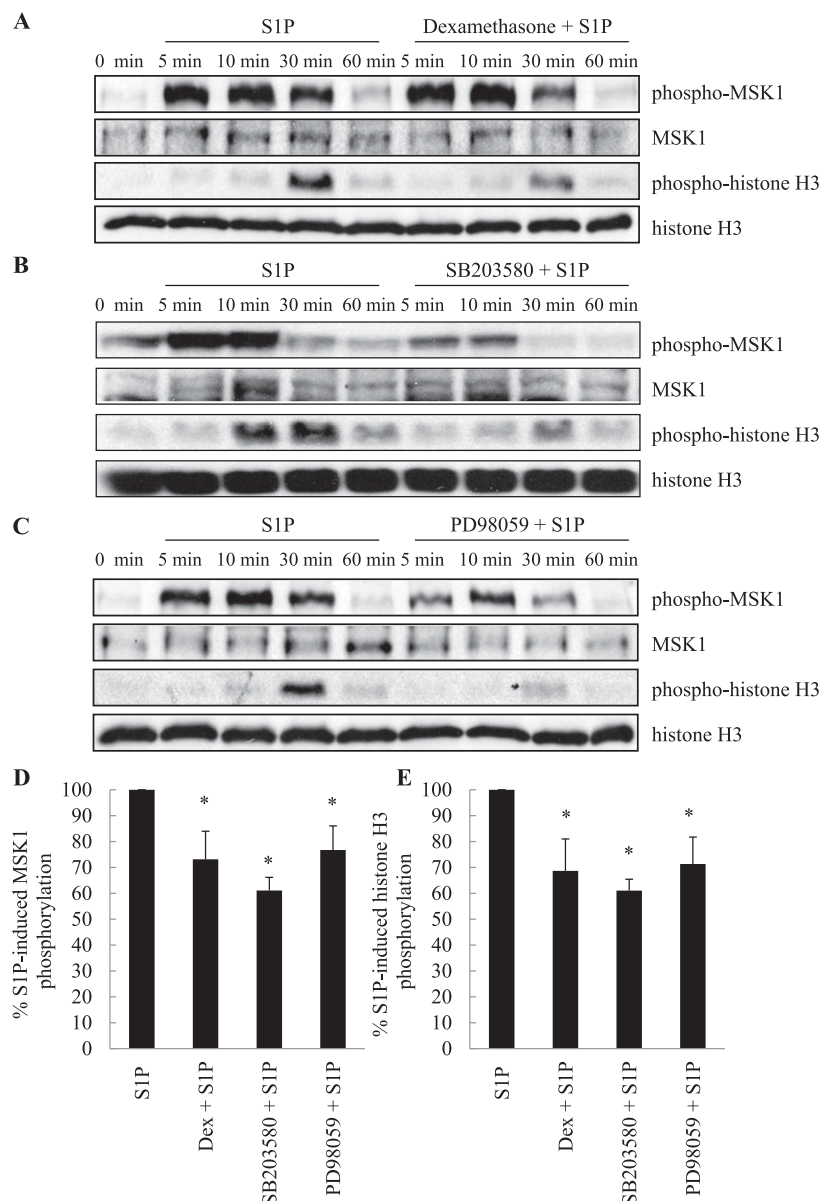 A
S1P Dexamethasone + S1P
0 min 5 min 10 min 30 min 60 min 5 min 10 min 30 min 60 min
phospho-MSK1
MSK1
phospho-histone H3
histone H3
B
S1P SB203580 + S1P
0 min 5 min 10 min 30 min 60 min 5 min 10 min 30 min 60 min
phospho-MSK1
MSK1
phospho-histone H3
histone H3
C
S1P PD98059 + S1P
0 min 5 min 10 min 30 min 60 min 5 min 10 min 30 min 60 min
phospho-MSK1
MSK1
phospho-histone H3
histone H3
D
% S1P-induced MSK1
phosphorylation
100
90
80
70
60
50
40
30
20
10
0
* * *
S1P
Dex + S1P
SB203580 + S1P
PD98059 + S1P
E
% S1P-induced histone H3
phosphorylation
100
90
80
70
60
50
40
30
20
10
0
* * *
S1P
Dex + S1P
SB203580 + S1P
PD98059 + S1P